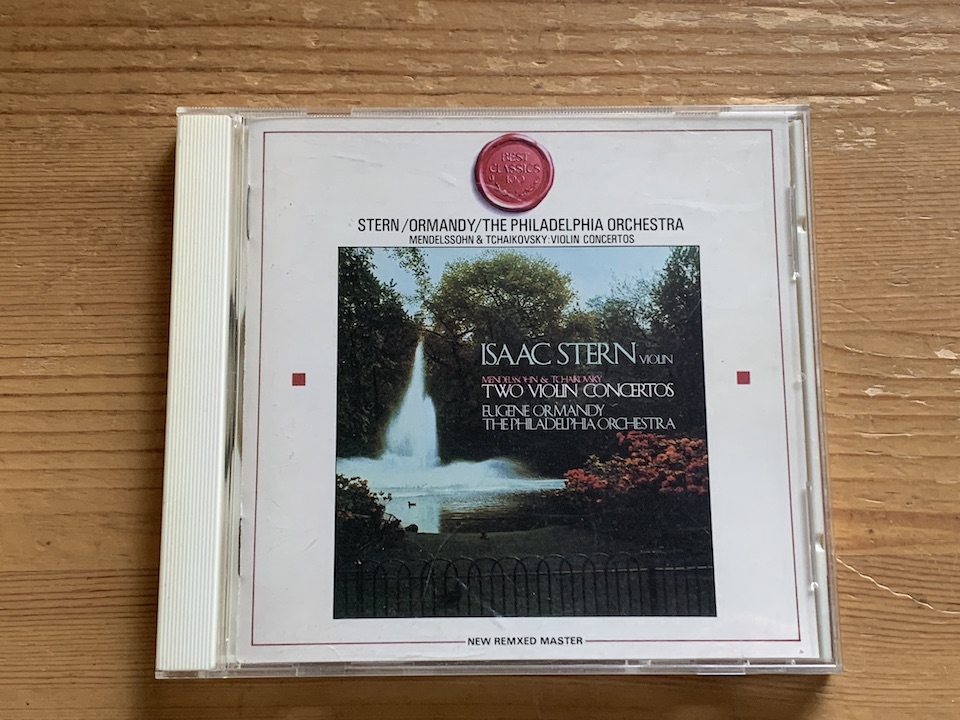 BEST
CLASSICS
100
STERN/ORMANDY/THE PHILADELPHIA ORCHESTRA
MENDELSSOHN & TCHAIKOVSKY:VIOLIN CONCERTOS
ISAAC STERN VIOLIN
MENDELSSOHN & TCHAIKOVSKY
TWO VIOLIN CONCERTOS
EUGENE ORMANDY
THE PHILADELPHIA ORCHESTRA
NEW REMXED MASTER